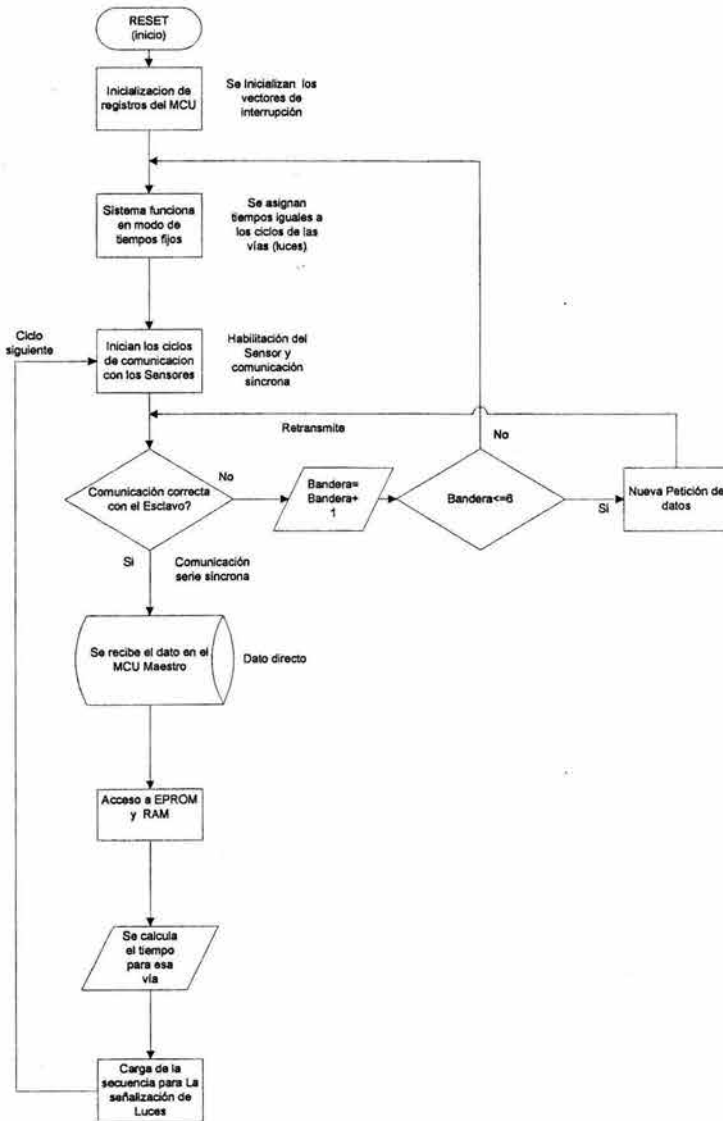 RESET
(inicio)
Inicializacion de
registros del MCU
Se Inicializan los
vectores de
interrupción
Sistema funciona
en modo de
tiempos fijos
Se asignan
tiempos iguales a
los ciclos de las
vías (luces)
Ciclo
siguiente
Inician los ciclos
de comunicacion
con los Sensores
Habilitación del
Sensor y
comunicación
síncrona
Retransmite
No
Comunicación correcta
con el Esclavo?
No
Bandera=
Bandera+
1
Bandera<=6
Si
Nueva Petición de
datos
Si
Comunicación
serie síncrona
Se recibe el dato en el
MCU Maestro
Dato directo
Acceso a EPROM
y RAM
Se calcula
el tiempo
para esa
vía
Carga de la
secuencia para La
señalización de
Luces